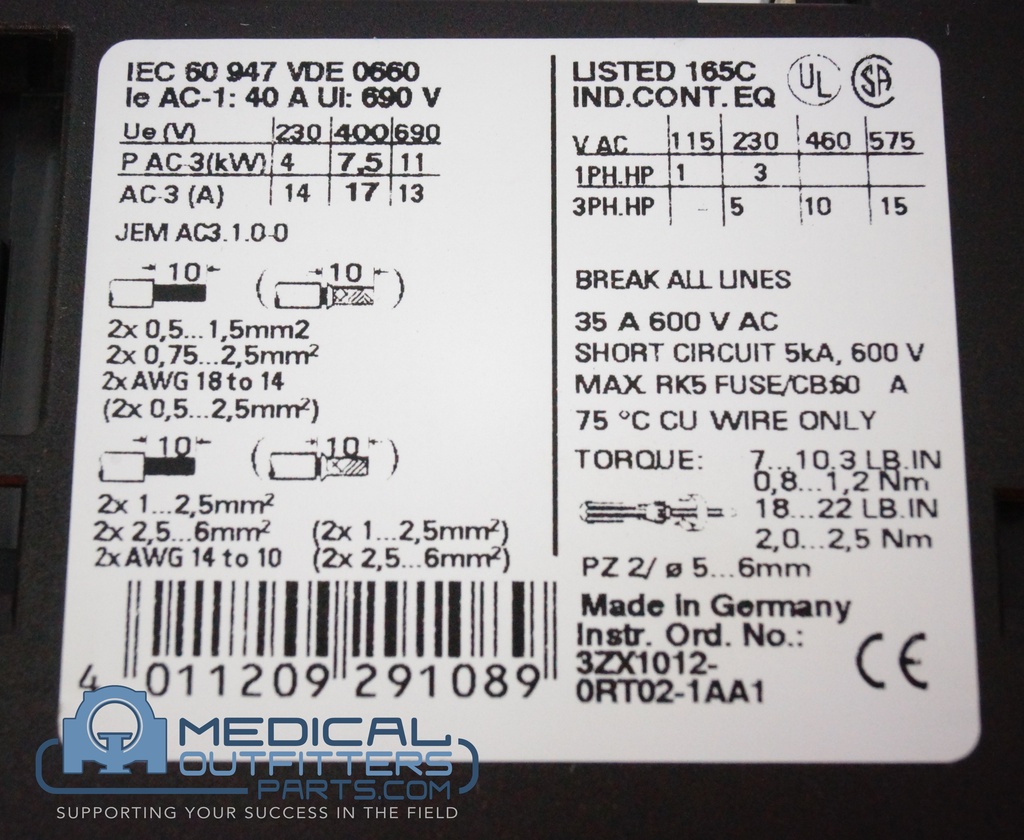 IEC 60 947 VDE 0660
Ie AC-1: 40 A Ui: 690 V
Ue (V) 230 400 690
P AC-3(kW) 4 7,5 11
AC-3 (A) 14 17 13
JEM AC3.1.0-0
10 ( 10 )
2x 0,5...1,5mm2
2x 0,75...2,5mm²
2x AWG 18 to 14
(2x 0,5...2,5mm²)
10 ( 10 )
2x 1...2,5mm²
2x 2,5...6mm² (2x 1...2,5mm²)
2x AWG 14 to 10 (2x 2,5...6mm²)
4 011209 291089
LISTED 165C UL SA
IND.CONT.EQ
V AC 115 230 460 575
1PH.HP 1 3
3PH.HP - 5 10 15
BREAK ALL LINES
35 A 600 V AC
SHORT CIRCUIT 5kA, 600 V
MAX. RK5 FUSE/CB:60 A
75 °C CU WIRE ONLY
TORQUE: 7...10.3 LB.IN
0,8...1,2 Nm
18...22 LB.IN
2,0...2,5 Nm
PZ 2/ ø 5...6mm
Made in Germany
Instr. Ord. No.:
3ZX1012-
0RT02-1AA1
CE
MEDICAL
OUTFITTERS
PARTS.COM
SUPPORTING YOUR SUCCESS IN THE FIELD